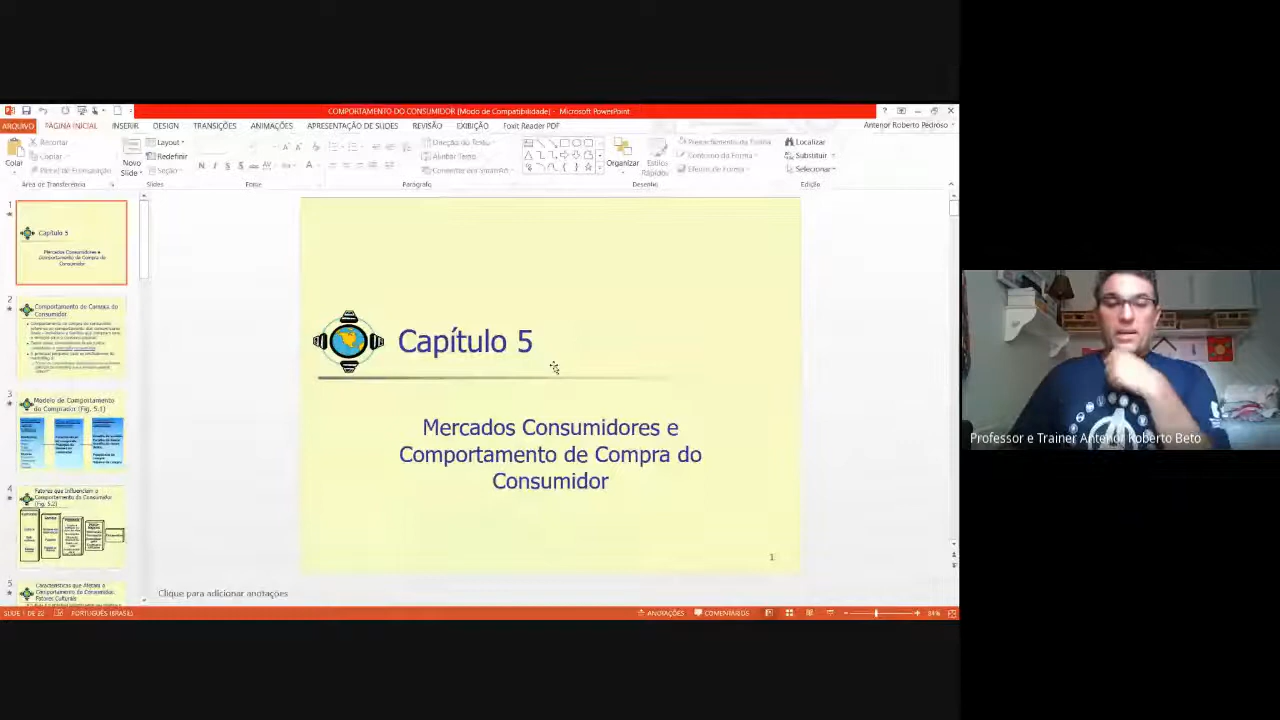 COMPORTAMENTO DO CONSUMIDOR [Modo de Compatibilidade] - Microsoft PowerPoint
ARQUIVO PÁGINA INICIAL INSERIR DESIGN TRANSIÇÕES ANIMAÇÕES APRESENTAÇÃO DE SLIDES REVISÃO EXIBIÇÃO Foxit Reader PDF Antenor Roberto Pedroso
Colar Recortar Copiar Pincel de Formatação
Novo Slide Layout Redefinir Seção
Direção do Texto Alinhar Texto Converter em SmartArt
Organizar Estilos Rápidos
Preenchimento da Forma Contorno da Forma Efeitos de Forma
Localizar Substituir Selecionar
Área de Transferência Slides Fonte Parágrafo Desenho Edição
1
Capítulo 5
Mercados Consumidores e
Comportamento de Compra do
Consumidor
2
Comportamento de Compra do
Consumidor
3
Modelo de Comportamento
do Comprador (Fig. 5.1)
4
Fatores que Influenciam o
Comportamento do Consumidor
(Fig. 5.2)
5
Características que Afetam o
Comportamento do Consumidor:
Fatores Culturais
Capítulo 5
Mercados Consumidores e
Comportamento de Compra do
Consumidor
1
Clique para adicionar anotações
SLIDE 1 DE 22 PORTUGUÊS (BRASIL) ANOTAÇÕES COMENTÁRIOS
Professor e Trainer Antenor Roberto Beto